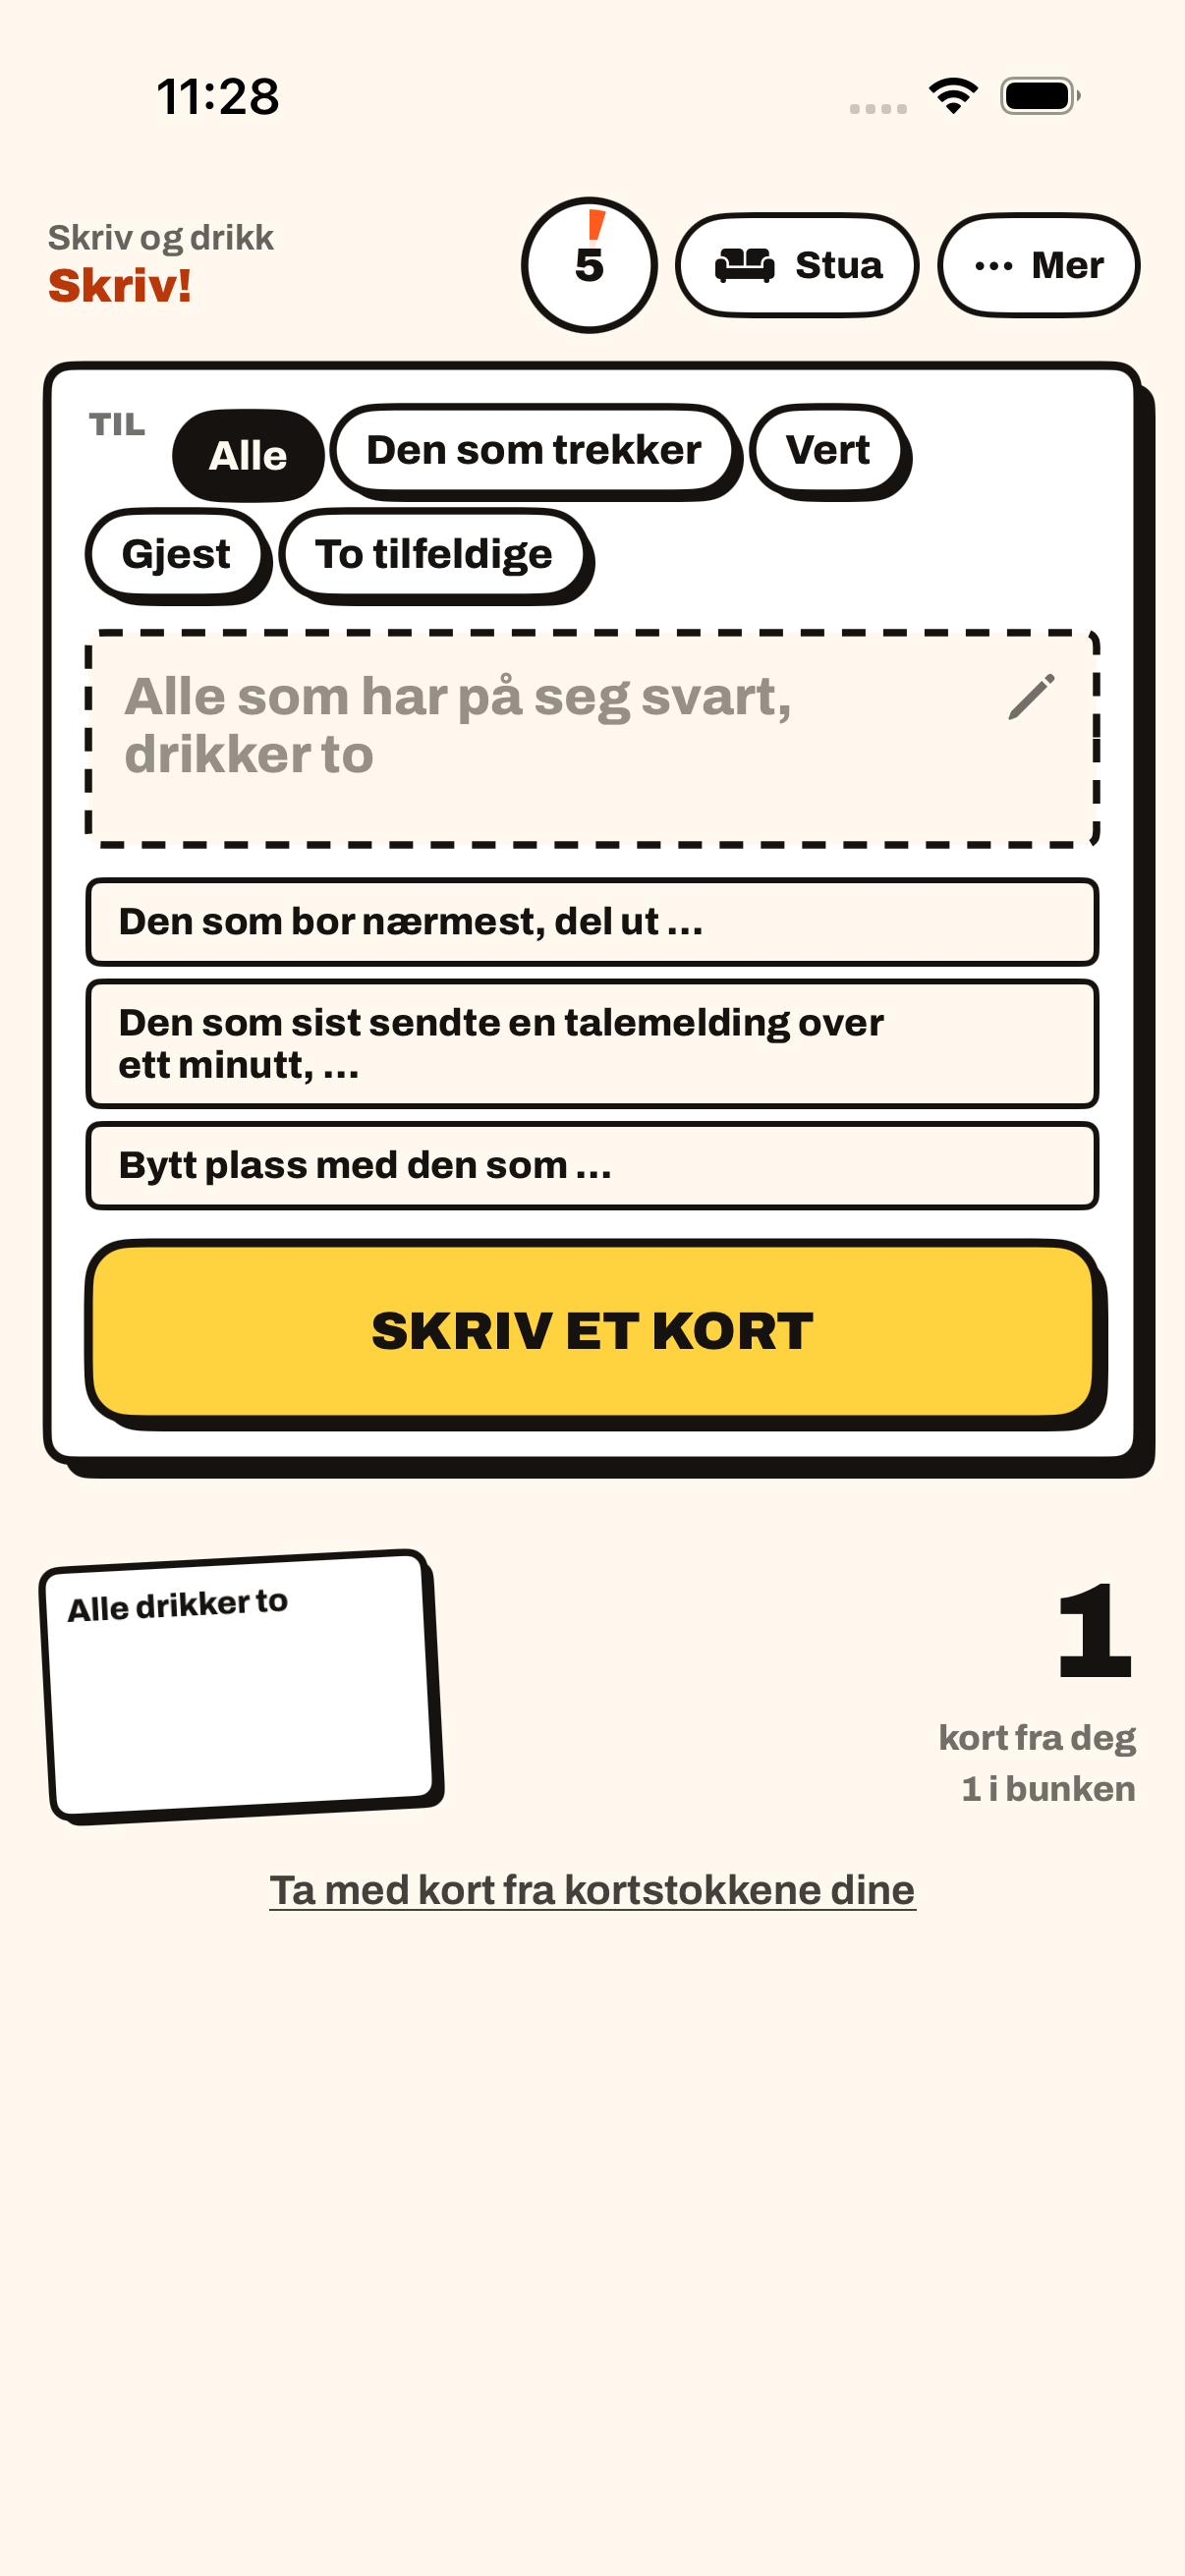 11:28
Skriv og drikk
Skriv!
5
Stua
Mer
TIL
Alle
Den som trekker
Vert
Gjest
To tilfeldige
Alle som har på seg svart,
drikker to
Den som bor nærmest, del ut ...
Den som sist sendte en talemelding over
ett minutt, ...
Bytt plass med den som ...
SKRIV ET KORT
Alle drikker to
1
kort fra deg
1 i bunken
Ta med kort fra kortstokkene dine